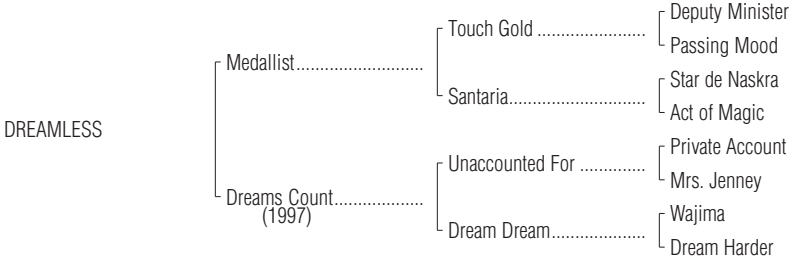 Deputy Minister
Touch Gold .......................
Passing Mood
Medallist...........................
Star de Naskra
Santaria.............................
Act of Magic
DREAMLESS
Private Account
Unaccounted For ..............
Mrs. Jenney
Dreams Count...................
(1997)
Wajima
Dream Dream....................
Dream Harder